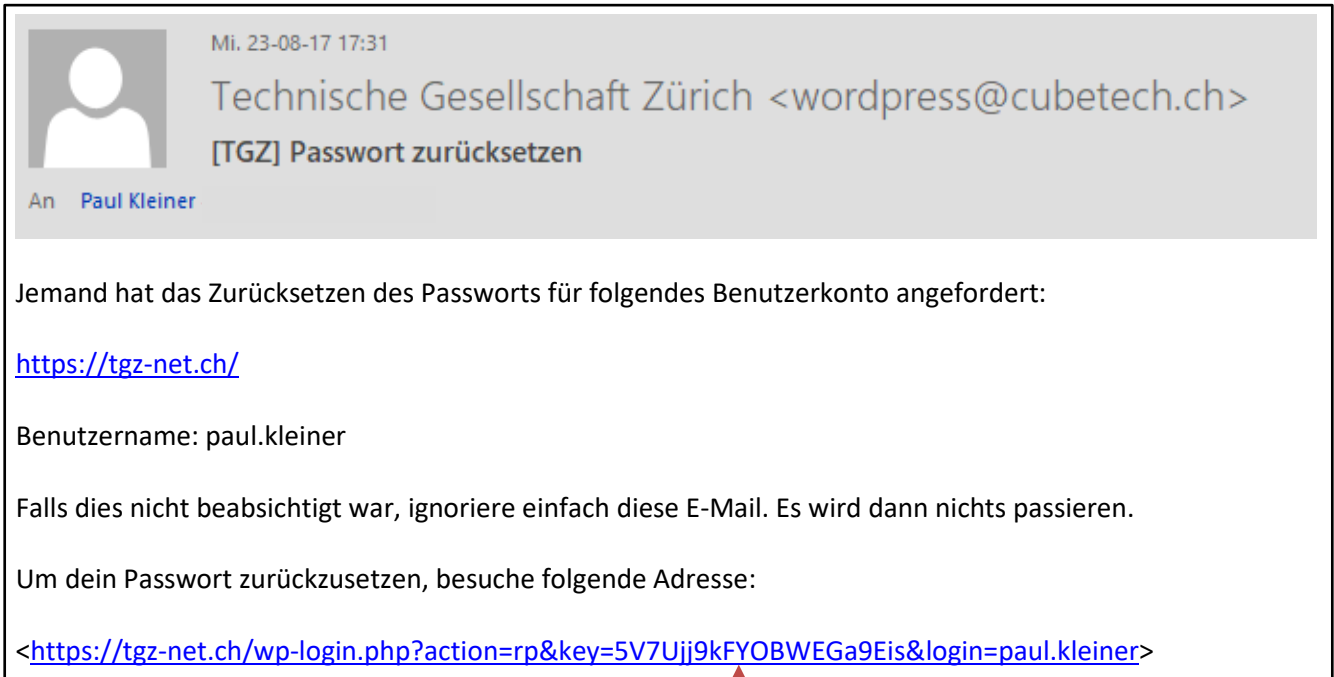 Mi. 23-08-17 17:31
Technische Gesellschaft Zürich <wordpress@cubetech.ch>
[TGZ] Passwort zurücksetzen
An Paul Kleiner
Jemand hat das Zurücksetzen des Passworts für folgendes Benutzerkonto angefordert:
https://tgz-net.ch/
Benutzername: paul.kleiner
Falls dies nicht beabsichtigt war, ignoriere einfach diese E-Mail. Es wird dann nichts passieren.
Um dein Passwort zurückzusetzen, besuche folgende Adresse:
<https://tgz-net.ch/wp-login.php?action=rp&key=5V7Ujj9kFYOBWEGa9Eis&login=paul.kleiner>